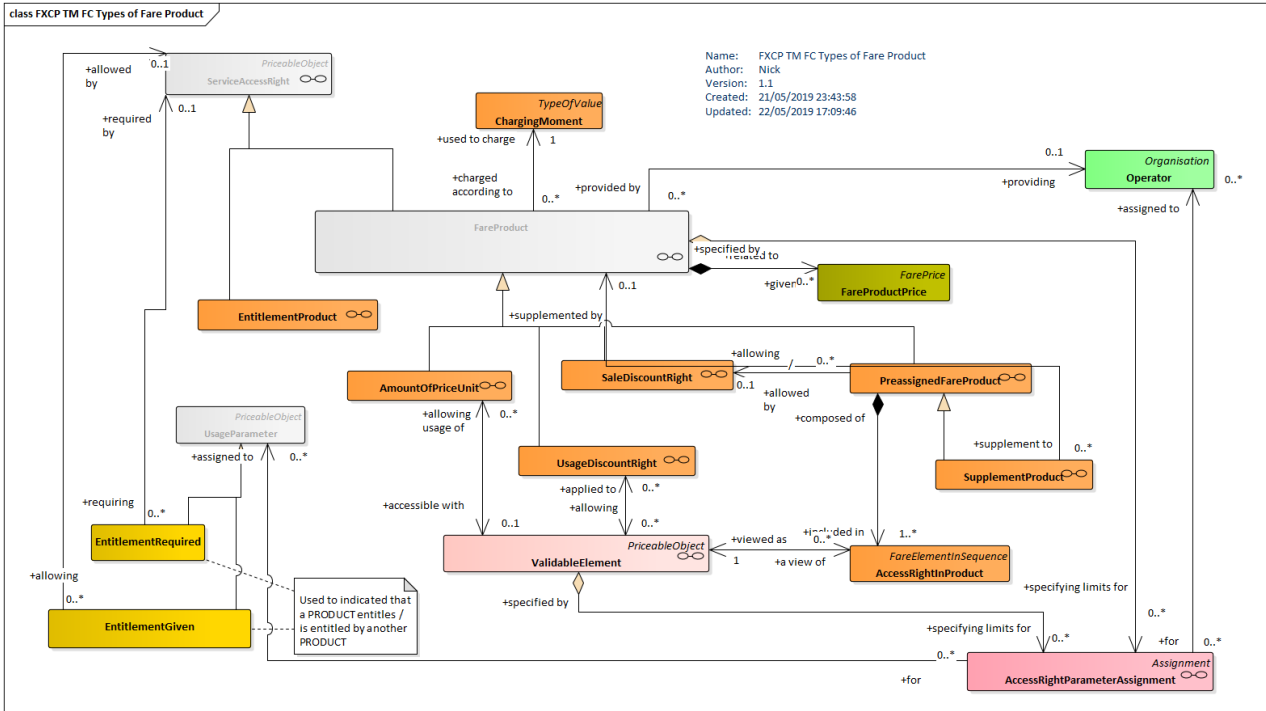 class FXCP TM FC Types of Fare Product
Name: FXCP TM FC Types of Fare Product
Author: Nick
Version: 1.1
Created: 21/05/2019 23:43:58
Updated: 22/05/2019 17:09:46
+allowed by
0..1
PriceableObject
ServiceAccessRight
+required by
0..1
TypeOfValue
ChargingMoment
+used to charge
1
+charged according to
0..*
+provided by
0..*
0..1
+providing
Organisation
Operator
0..*
+assigned to
FareProduct
+specified by
+related to
+given
0..*
FarePrice
FareProductPrice
0..1
EntitlementProduct
+supplemented by
AmountOfPriceUnit
SaleDiscountRight
+allowing
/
0..*
0..1
+allowed by
PreassignedFareProduct
+composed of
+allowing usage of
0..*
PriceableObject
UsageParameter
+assigned to
0..*
UsageDiscountRight
+supplement to
0..*
SupplementProduct
+applied to
0..*
+allowing
0..*
+requiring
0..*
+accessible with
0..1
EntitlementRequired
PriceableObject
ValidableElement
+viewed as
1
+included in
0..*
1..*
+a view of
FareElementInSequence
AccessRightInProduct
+allowing
0..*
EntitlementGiven
Used to indicated that
a PRODUCT entitles /
is entitled by another
PRODUCT
+specified by
+specifying limits for
0..*
+specifying limits for
0..*
+for
0..*
0..*
+for
Assignment
AccessRightParameterAssignment